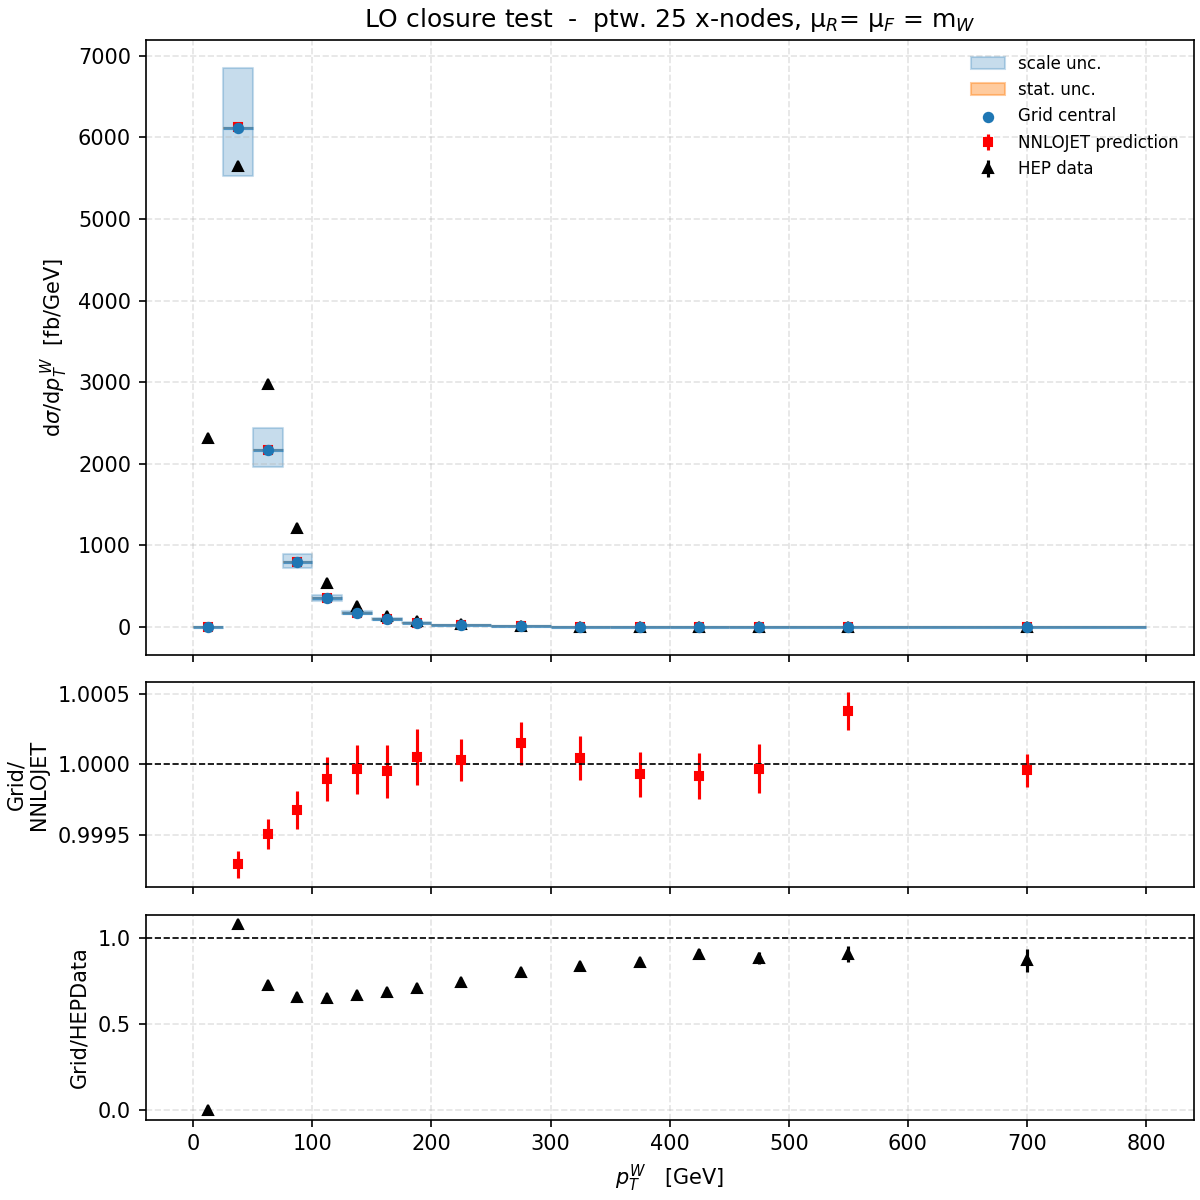 LO closure test - ptw. 25 x-nodes, μR= μF = mW
7000
6000
5000
4000
3000
2000
1000
0
dσ/dpTW [fb/GeV]
scale unc.
stat. unc.
Grid central
NNLOJET prediction
HEP data
1.0005
1.0000
0.9995
Grid/
NNLOJET
1.0
0.5
0.0
Grid/HEPData
0 100 200 300 400 500 600 700 800
pTW [GeV]